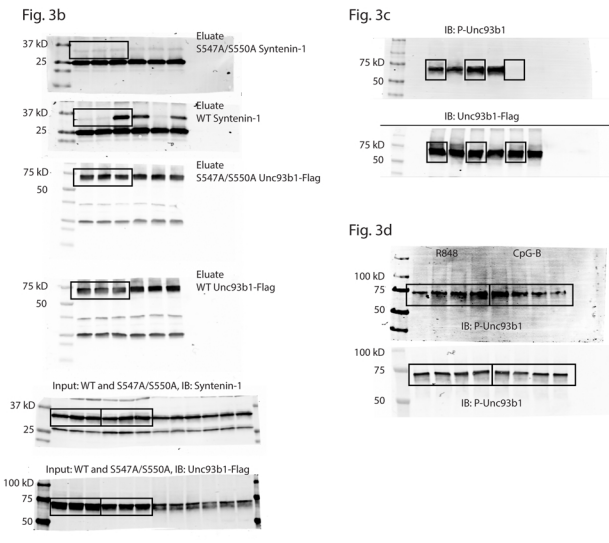 Fig. 3b
37 kD
25
Eluate
S547A/S550A Syntenin-1
37 kD
25
Eluate
WT Syntenin-1
75 kD
50
Eluate
S547A/S550A Unc93b1-Flag
75 kD
50
Eluate
WT Unc93b1-Flag
Input: WT and S547A/S550A, IB: Syntenin-1
37 kD
25
Input: WT and S547A/S550A, IB: Unc93b1-Flag
100 kD
75
50
Fig. 3c
IB: P-Unc93b1
75 kD
50
IB: Unc93b1-Flag
75 kD
50
Fig. 3d
R848 CpG-B
100 kD
75
50
IB: P-Unc93b1
100 kD
75
50
IB: P-Unc93b1